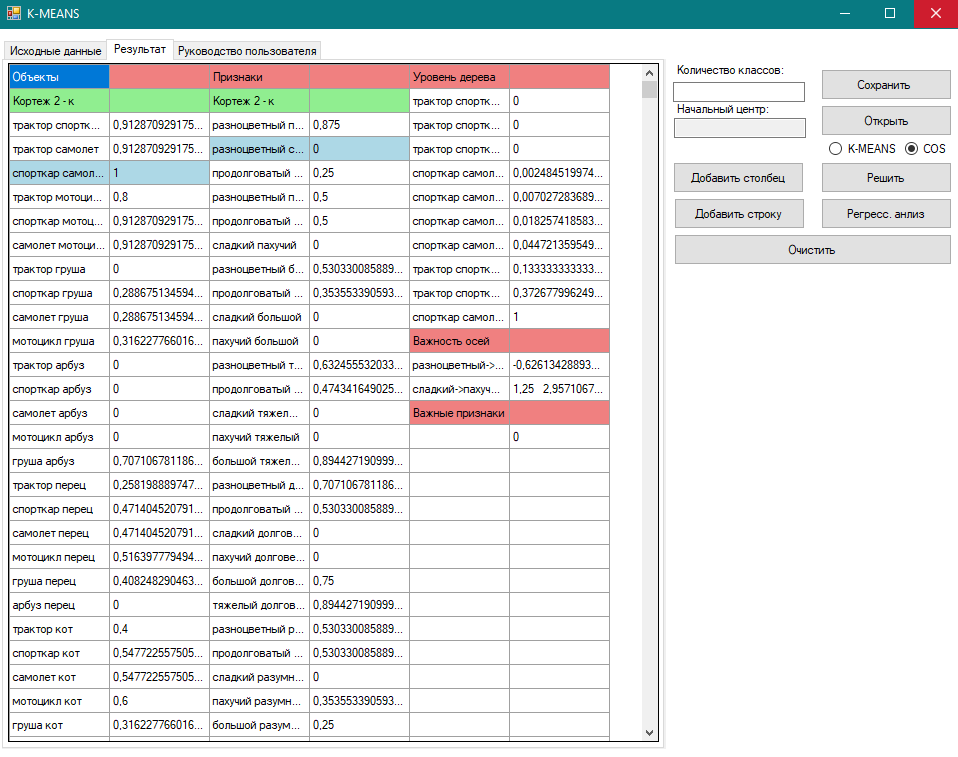 K-MEANS
Исходные данные Результат Руководство пользователя
Объекты Признаки Уровень дерева
Кортеж 2 - к Кортеж 2 - к трактор спортк... 0
трактор спортк... 0,912870929175... разноцветный п... 0,875 трактор спортк... 0
трактор самолет 0,912870929175... разноцветный с... 0 трактор спортк... 0
спорткар самол... 1 продолговатый ... 0,25 спорткар самол... 0,002484519974...
трактор мотоци... 0,8 разноцветный п... 0,5 спорткар самол... 0,007027283689...
спорткар мотоц... 0,912870929175... продолговатый ... 0,5 спорткар самол... 0,018257418583...
самолет мотоци... 0,912870929175... сладкий пахучий 0 спорткар самол... 0,044721359549...
трактор груша 0 разноцветный б... 0,530330085889... трактор спортк... 0,133333333333...
спорткар груша 0,288675134594... продолговатый ... 0,353553390593... трактор спортк... 0,372677996249...
самолет груша 0,288675134594... сладкий большой 0 спорткар самол... 1
мотоцикл груша 0,316227766016... пахучий большой 0 Важность осей
трактор арбуз 0 разноцветный т... 0,632455532033... разноцветный->... -0,62613428893...
спорткар арбуз 0 продолговатый ... 0,474341649025... сладкий->пахуч... 1,25 2,9571067...
самолет арбуз 0 сладкий тяжел... 0 Важные признаки
мотоцикл арбуз 0 пахучий тяжелый 0 0
груша арбуз 0,707106781186... большой тяжел... 0,894427190999...
трактор перец 0,258198889747... разноцветный д... 0,707106781186...
спорткар перец 0,471404520791... продолговатый ... 0,530330085889...
самолет перец 0,471404520791... сладкий долгов... 0
мотоцикл перец 0,516397779494... пахучий долгове... 0
груша перец 0,408248290463... большой долгов... 0,75
арбуз перец 0 тяжелый долгов... 0,894427190999...
трактор кот 0,4 разноцветный р... 0,530330085889...
спорткар кот 0,547722557505... продолговатый ... 0,530330085889...
самолет кот 0,547722557505... сладкий разумн... 0
мотоцикл кот 0,6 пахучий разумн... 0,353553390593...
груша кот 0,316227766016... большой разум... 0,25
Количество классов:
Начальный центр:
Сохранить
Открыть
K-MEANS COS
Добавить столбец Решить
Добавить строку Регресс. анлиз
Очистить